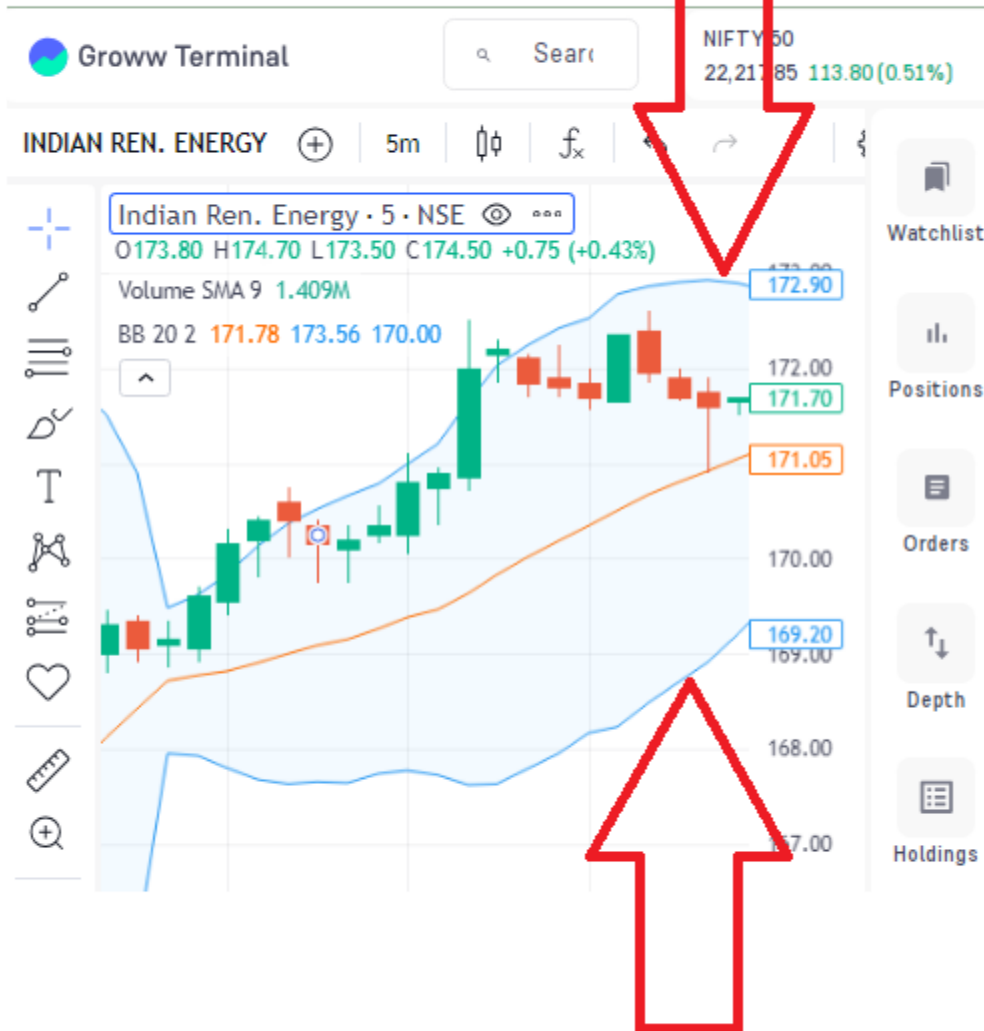 Groww Terminal
Searc
NIFTY 50
22,217.85 113.80(0.51%)
INDIAN REN. ENERGY
5m
fx
Indian Ren. Energy · 5 · NSE
O173.80 H174.70 L173.50 C174.50 +0.75 (+0.43%)
Volume SMA 9 1.409M
BB 20 2 171.78 173.56 170.00
172.90
172.00
171.70
171.05
170.00
169.20
169.00
168.00
T
Watchlist
Positions
Orders
Depth
Holdings